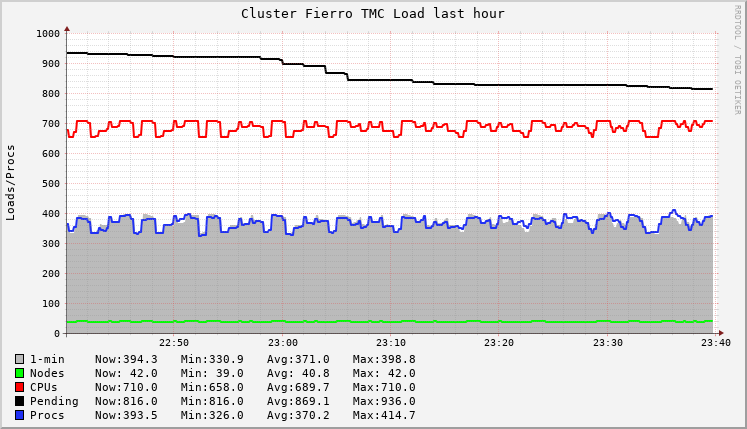 Cluster Fierro TMC Load last hour
RRDTOOL / TOBI OETIKER
Loads/Procs
1000
900
800
700
600
500
400
300
200
100
0
22:50 23:00 23:10 23:20 23:30 23:40
1-min Now:394.3 Min:330.9 Avg:371.0 Max:398.8
Nodes Now: 42.0 Min: 39.0 Avg: 40.8 Max: 42.0
CPUs Now:710.0 Min:658.0 Avg:689.7 Max:710.0
Pending Now:816.0 Min:816.0 Avg:869.1 Max:936.0
Procs Now:393.5 Min:326.0 Avg:370.2 Max:414.7